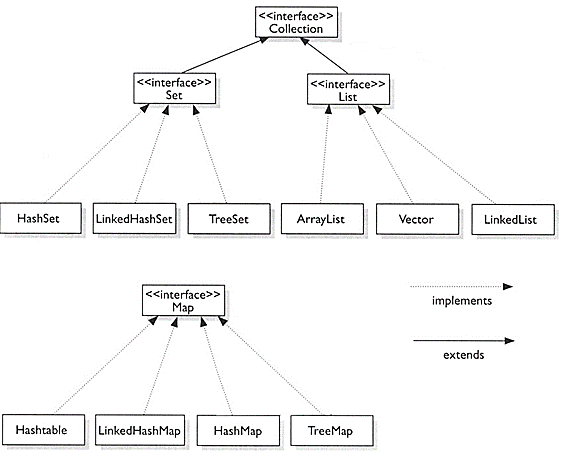 <<interface>>
Collection
<<interface>>
Set
<<interface>>
List
HashSet
LinkedHashSet
TreeSet
ArrayList
Vector
LinkedList
<<interface>>
Map
implements
extends
Hashtable
LinkedHashMap
HashMap
TreeMap